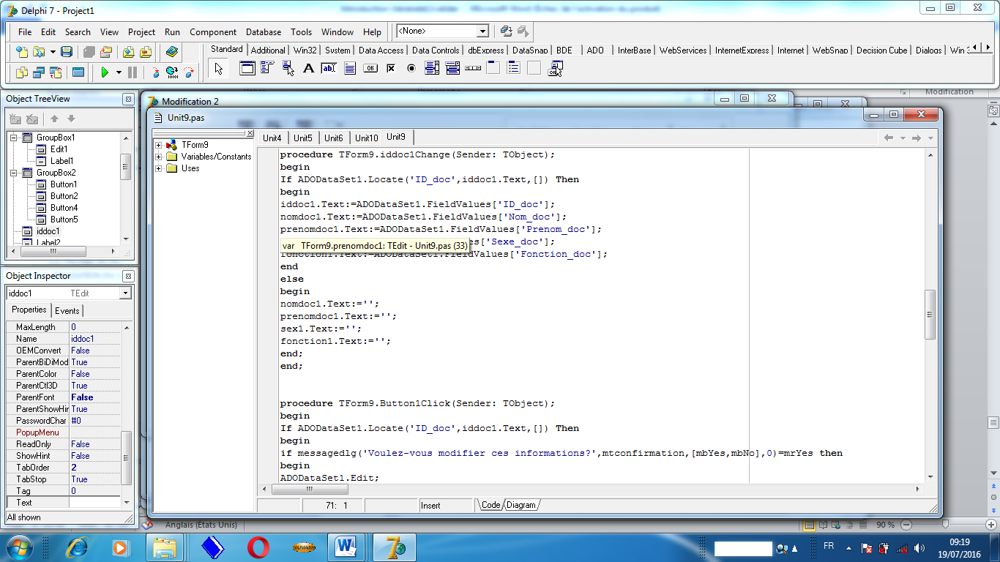 Delphi 7 - Project1
File Edit Search View Project Run Component Database Tools Window Help <None>
Standard Additional Win32 System Data Access Data Controls dbExpress DataSnap BDE ADO InterBase WebServices InternetExpress Internet WebSnap Decision Cube Dialogs Win 3
Modification
Object TreeView
GroupBox1
Edit1
Label1
GroupBox2
Button1
Button2
Button4
Button5
iddoc1
Label2
Object Inspector
iddoc1 TEdit
Properties Events
MaxLength 0
Name iddoc1
OEMConvert False
ParentBiDiMod True
ParentColor False
ParentCtl3D True
ParentFont False
ParentShowHin True
PasswordChar #0
PopupMenu
ReadOnly False
ShowHint False
TabOrder 2
TabStop True
Tag 0
Text
All shown
Modification 2
Unit9.pas
TForm9
Variables/Constants
Uses
Unit4 Unit5 Unit6 Unit10 Unit9
procedure TForm9.iddoc1Change(Sender: TObject);
begin
If ADODataSet1.Locate('ID_doc',iddoc1.Text,[]) Then
begin
iddoc1.Text:=ADODataSet1.FieldValues['ID_doc'];
nomdoc1.Text:=ADODataSet1.FieldValues['Nom_doc'];
prenomdoc1.Text:=ADODataSet1.FieldValues['Prenom_doc'];
var TForm9.prenomdoc1: TEdit - Unit9.pas (33) es['Sexe_doc'];
fonction1.Text:=ADODataSet1.FieldValues['Fonction_doc'];
end
else
begin
nomdoc1.Text:='';
prenomdoc1.Text:='';
sex1.Text:='';
fonction1.Text:='';
end;
end;
procedure TForm9.Button1Click(Sender: TObject);
begin
If ADODataSet1.Locate('ID_doc',iddoc1.Text,[]) Then
begin
if messagedlg('Voulez-vous modifier ces informations?',mtconfirmation,[mbYes,mbNo],0)=mrYes then
begin
ADODataSet1.Edit;
71: 1 Insert Code Diagram
Anglais (États Unis) 90 %
FR 09:19
19/07/2016